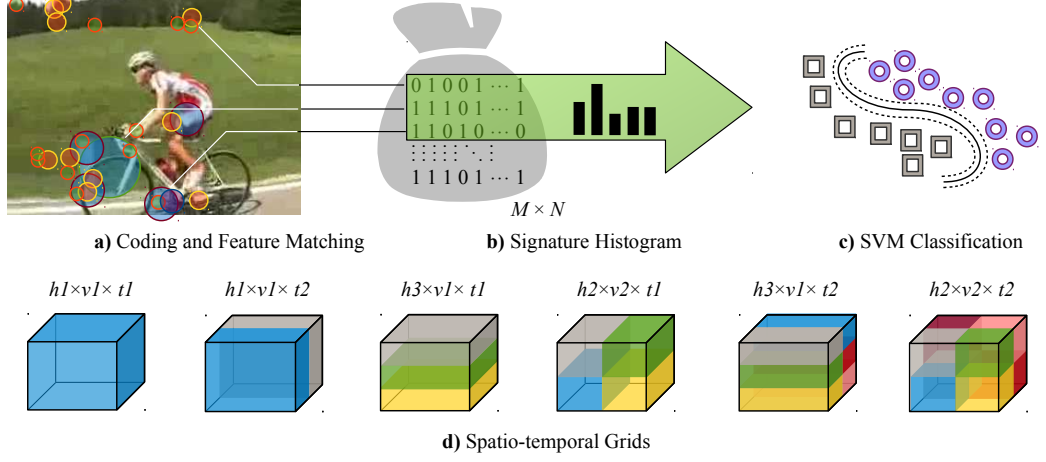 0 1 0 0 1 ⋯ 1
1 1 1 0 1 ⋯ 1
1 1 0 1 0 ⋯ 0
⋮ ⋮ ⋮ ⋮ ⋮ ⋱ ⋮
1 1 1 0 1 ⋯ 1
M × N
a) Coding and Feature Matching
b) Signature Histogram
c) SVM Classification
h1×v1× t1
h1×v1× t2
h3×v1× t1
h2×v2× t1
h3×v1× t2
h2×v2× t2
d) Spatio-temporal Grids